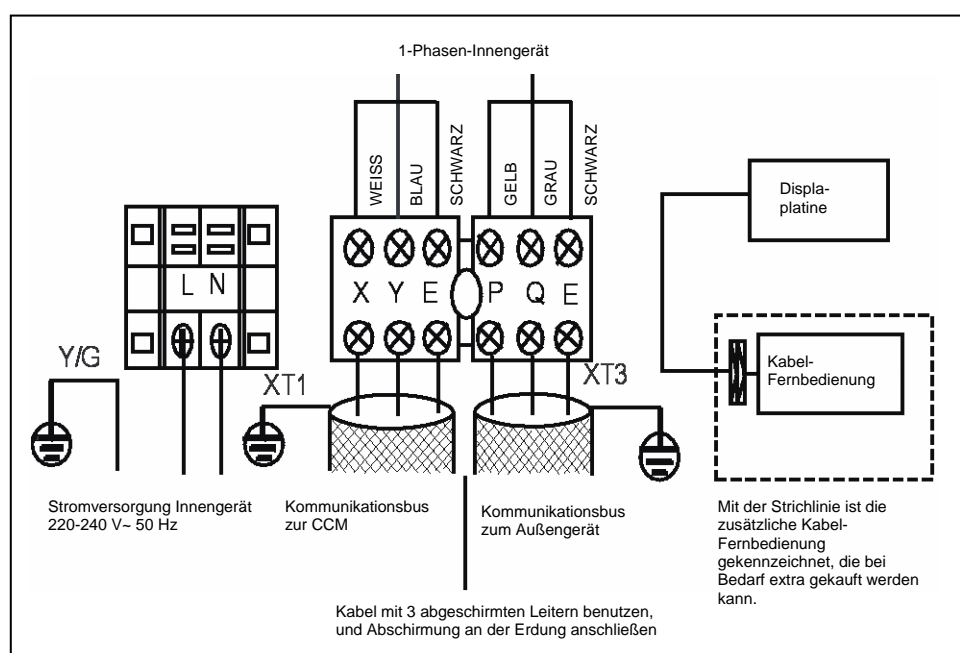 1-Phasen-Innengerät
WEISS
BLAU
SCHWARZ
GELB
GRAU
SCHWARZ
Displa-
platine
L N
X Y E P Q E
Kabel-
Fernbedienung
Y/G
XT1
XT3
Stromversorgung Innengerät
220-240 V~ 50 Hz
Kommunikationsbus
zur CCM
Kommunikationsbus
zum Außengerät
Mit der Strichlinie ist die
zusätzliche Kabel-
Fernbedienung
gekennzeichnet, die bei
Bedarf extra gekauft werden
kann.
Kabel mit 3 abgeschirmten Leitern benutzen,
und Abschirmung an der Erdung anschließen